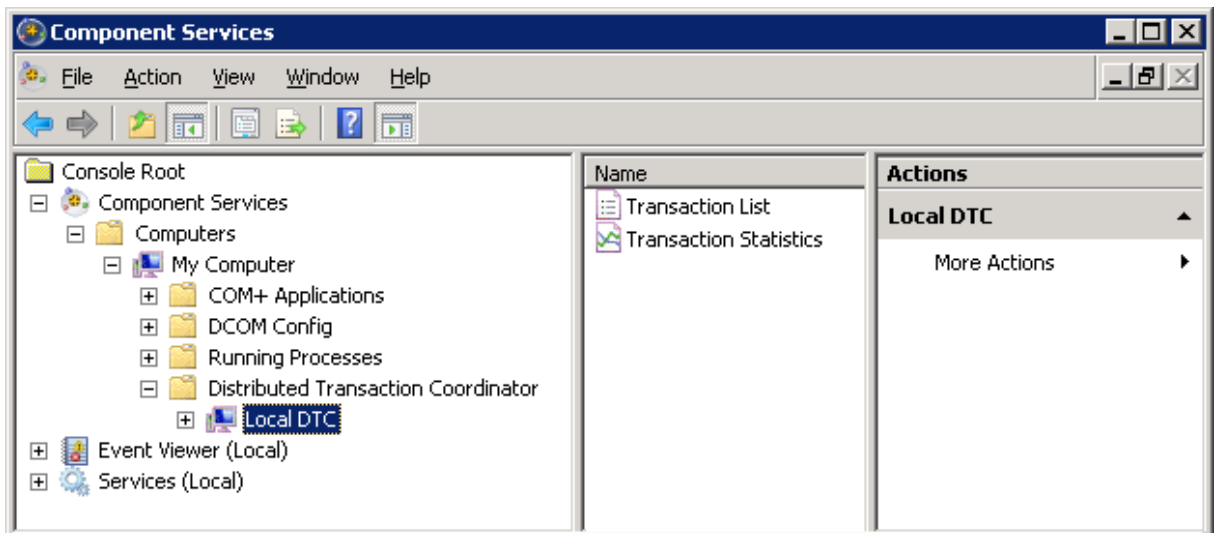 Component Services
File Action View Window Help
Console Root
Component Services
Computers
My Computer
COM+ Applications
DCOM Config
Running Processes
Distributed Transaction Coordinator
Local DTC
Event Viewer (Local)
Services (Local)
Name
Transaction List
Transaction Statistics
Actions
Local DTC
More Actions